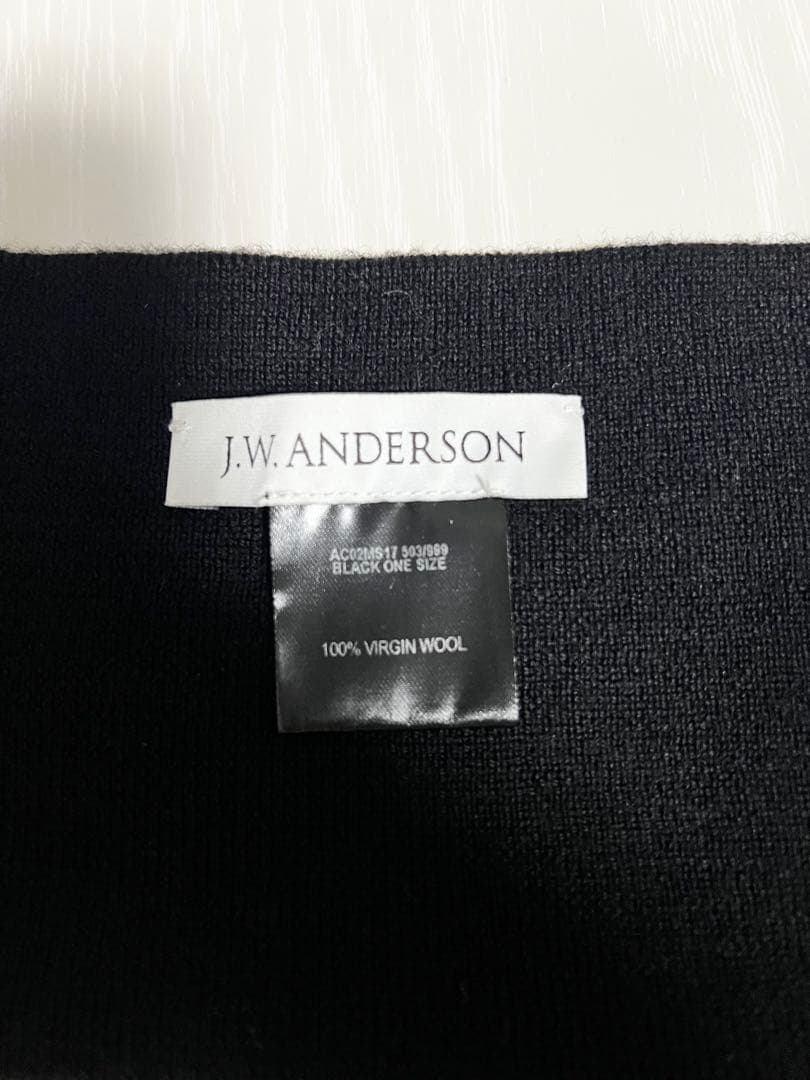 J.W. ANDERSON
AC02MS17 503/999
BLACK ONE SIZE
100% VIRGIN WOOL